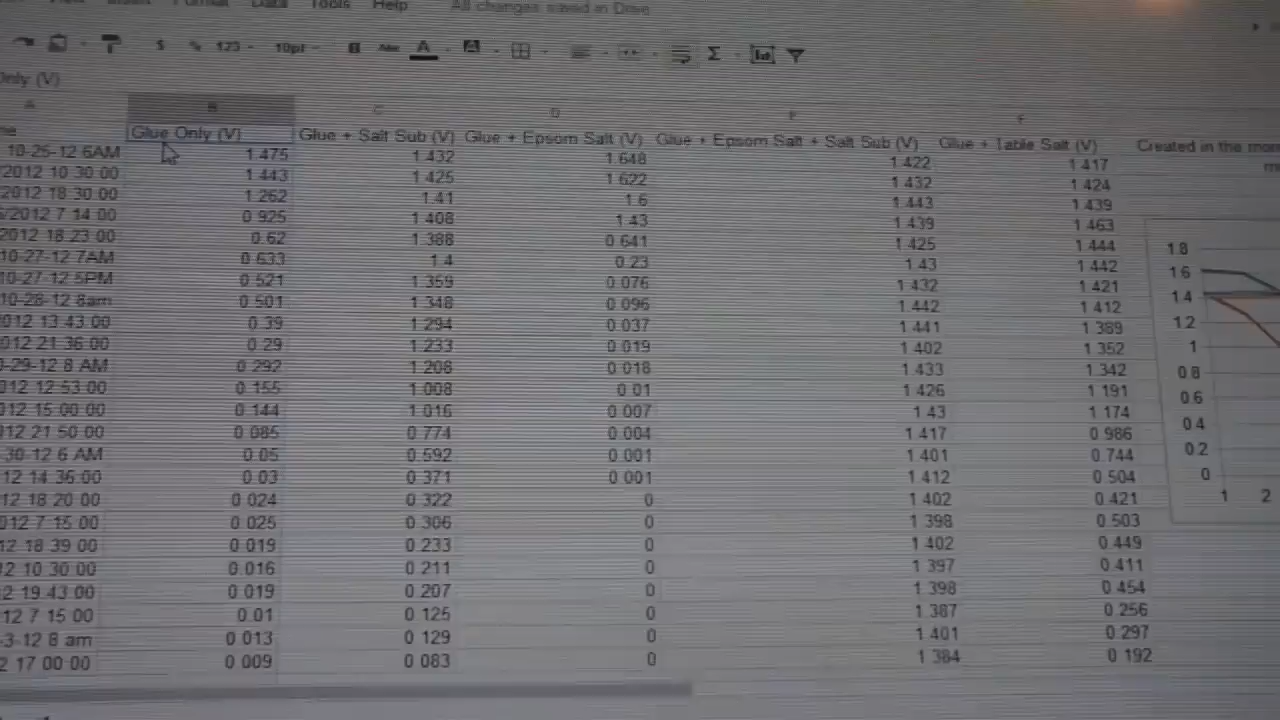 Format Data Tools Help All changes saved in Drive
$ % 123 10pt B Abc A A Σ
Only (V)
A B C D E F
Glue Only (V) Glue + Salt Sub (V) Glue + Epsom Salt (V) Glue + Epsom Salt + Salt Sub (V) Glue + Table Salt (V) Created in the
10-25-12 6AM 1.475 1.432 1.648 1.422 1.417
/2012 10 30 00 1.443 1.425 1.622 1.432 1.424
2012 18 30 00 1.262 1.41 1.6 1.443 1.439
/2012 7 14 00 0.925 1.408 1.43 1.439 1.463
2012 18 23 00 0.62 1.388 0.641 1.425 1.444
10-27-12 7AM 0.633 1.4 0.23 1.43 1.442
10-27-12 5PM 0.521 1.359 0.076 1.432 1.421
10-28-12 8am 0.501 1.348 0.096 1.442 1.412
012 13 43 00 0.39 1.294 0.037 1.441 1.389
012 21 36 00 0.29 1.233 0.019 1.402 1.352
-29-12 8 AM 0.292 1.208 0.018 1.433 1.342
012 12 53 00 0.155 1.008 0.01 1.426 1.191
012 15 00 00 0.144 1.016 0.007 1.43 1.174
012 21 50 00 0.085 0.774 0.004 1.417 0.986
-30-12 6 AM 0.05 0.592 0.001 1.401 0.744
12 14 36 00 0.03 0.371 0.001 1.412 0.504
12 18 20 00 0.024 0.322 0 1.402 0.421
012 7 15 00 0.025 0.306 0 1.398 0.503
12 18 39 00 0.019 0.233 0 1.402 0.449
12 10 30 00 0.016 0.211 0 1.397 0.411
2 19 43 00 0.019 0.207 0 1.398 0.454
12 7 15 00 0.01 0.125 0 1.387 0.256
-3-12 8 am 0.013 0.129 0 1.401 0.297
2 17 00 00 0.009 0.083 0 1.384 0.192
1.8
1.6
1.4
1.2
1
0.8
0.6
0.4
0.2
0
1 2